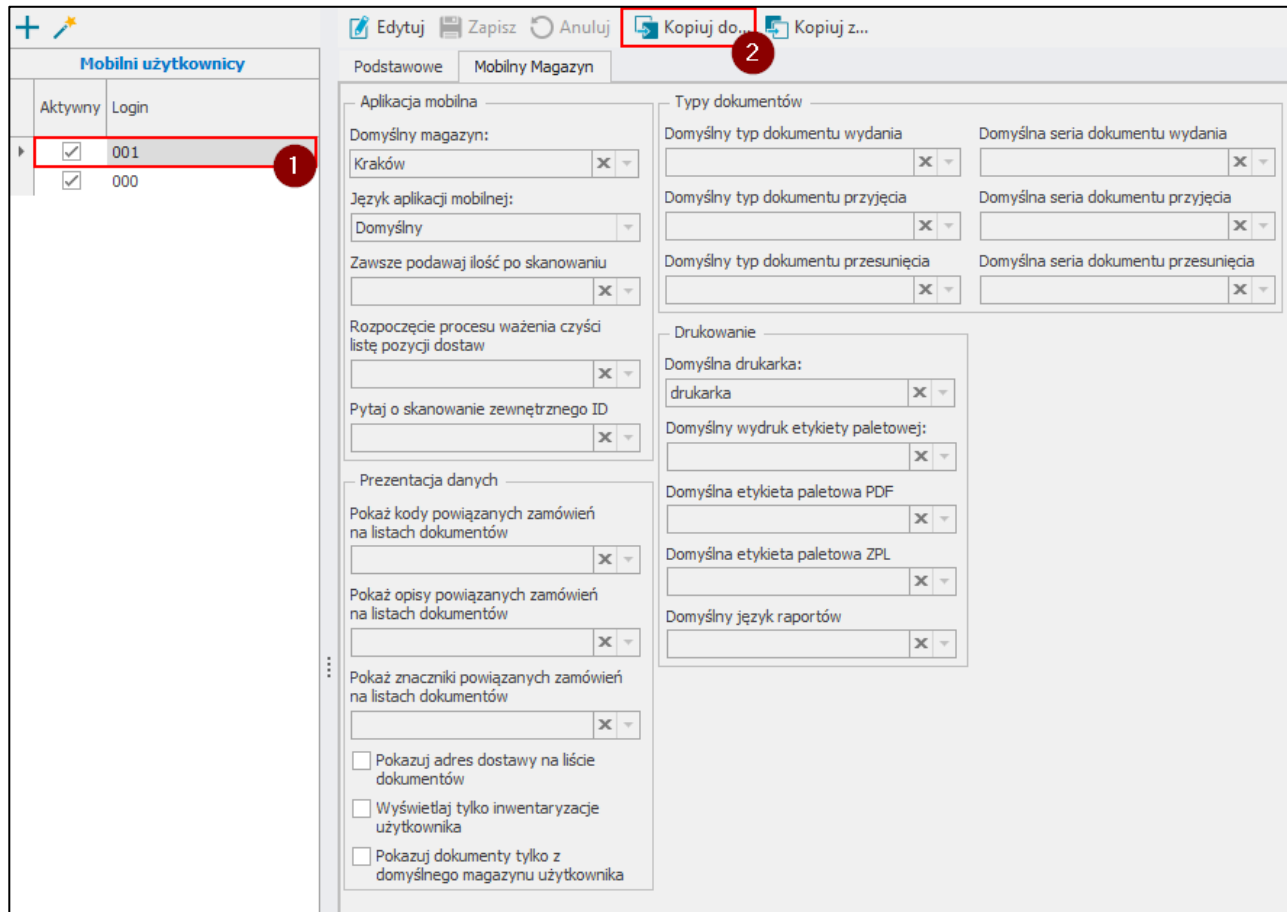 Edytuj Zapisz Anuluj Kopiuj do... Kopiuj z...
2
Mobilni użytkownicy
Aktywny Login
001
1
000
Podstawowe Mobilny Magazyn
Aplikacja mobilna
Domyślny magazyn:
Kraków
Język aplikacji mobilnej:
Domyślny
Zawsze podawaj ilość po skanowaniu
Rozpoczęcie procesu ważenia czyści
listę pozycji dostaw
Pytaj o skanowanie zewnętrznego ID
Prezentacja danych
Pokaż kody powiązanych zamówień
na listach dokumentów
Pokaż opisy powiązanych zamówień
na listach dokumentów
Pokaż znaczniki powiązanych zamówień
na listach dokumentów
Pokazuj adres dostawy na liście
dokumentów
Wyświetlaj tylko inwentaryzacje
użytkownika
Pokazuj dokumenty tylko z
domyślnego magazynu użytkownika
Typy dokumentów
Domyślny typ dokumentu wydania Domyślna seria dokumentu wydania
Domyślny typ dokumentu przyjęcia Domyślna seria dokumentu przyjęcia
Domyślny typ dokumentu przesunięcia Domyślna seria dokumentu przesunięcia
Drukowanie
Domyślna drukarka:
drukarka
Domyślny wydruk etykiety paletowej:
Domyślna etykieta paletowa PDF
Domyślna etykieta paletowa ZPL
Domyślny język raportów